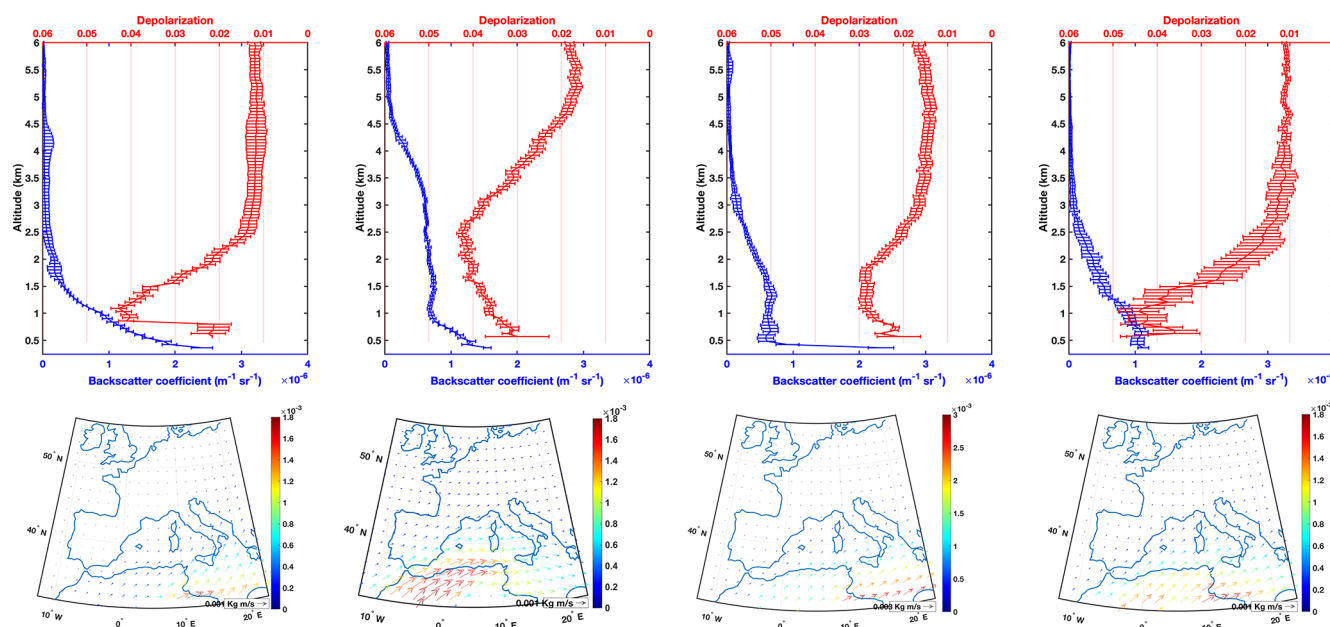 Depolarization Depolarization Depolarization Depolarization
0.06 0.05 0.04 0.03 0.02 0.01 0
0.06 0.05 0.04 0.03 0.02 0.01 0
0.06 0.05 0.04 0.03 0.02 0.01 0
0.06 0.05 0.04 0.03 0.02 0.01
6 6 6 6
5.5 5.5 5.5 5.5
5 5 5 5
4.5 4.5 4.5 4.5
4 4 4 4
3.5 3.5 3.5 3.5
3 3 3 3
2.5 2.5 2.5 2.5
2 2 2 2
1.5 1.5 1.5 1.5
1 1 1 1
0.5 0.5 0.5 0.5
Altitude (km) Altitude (km) Altitude (km) Altitude (km)
0 1 2 3 4
0 1 2 3 4
0 1 2 3 4
0 1 2 3
Backscatter coefficient (m⁻¹ sr⁻¹) ×10⁻⁶
Backscatter coefficient (m⁻¹ sr⁻¹) ×10⁻⁶
Backscatter coefficient (m⁻¹ sr⁻¹) ×10⁻⁶
Backscatter coefficient (m⁻¹ sr⁻¹) ×10
50° N
40° N
10° W
0°
10° E
20° E
0.001 Kg m/s
×10⁻³
1.8
1.6
1.4
1.2
1
0.8
0.6
0.4
0.2
0
50° N
40° N
10° W
0°
10° E
20° E
0.001 Kg m/s
×10⁻³
1.8
1.6
1.4
1.2
1
0.8
0.6
0.4
0.2
0
50° N
40° N
10° W
0°
10° E
20° E
0.003 Kg m/s
×10⁻³
3
2.5
2
1.5
1
0.5
0
50° N
40° N
10° W
0°
10° E
20° E
0.001 Kg m/s
×10⁻³
1.8
1.6
1.4
1.2
1
0.8
0.6
0.4
0.2
0